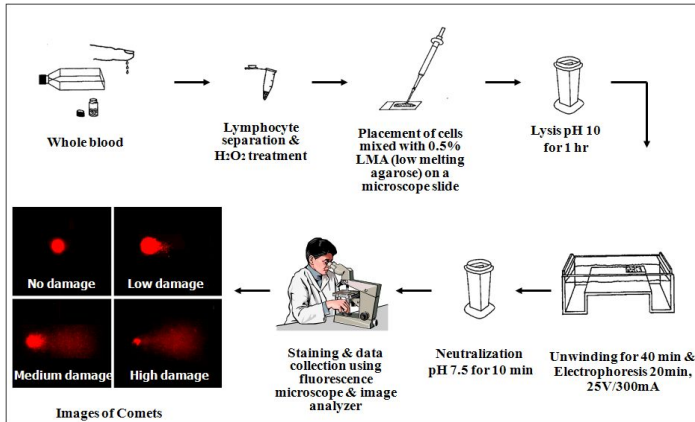 Whole blood
Lymphocyte
separation &
H₂O₂ treatment
Placement of cells
mixed with 0.5%
LMA (low melting
agarose) on a
microscope slide
Lysis pH 10
for 1 hr
Unwinding for 40 min &
Electrophoresis 20min,
25V/300mA
Neutralization
pH 7.5 for 10 min
Staining & data
collection using
fluorescence
microscope & image
analyzer
No damage
Low damage
Medium damage
High damage
Images of Comets